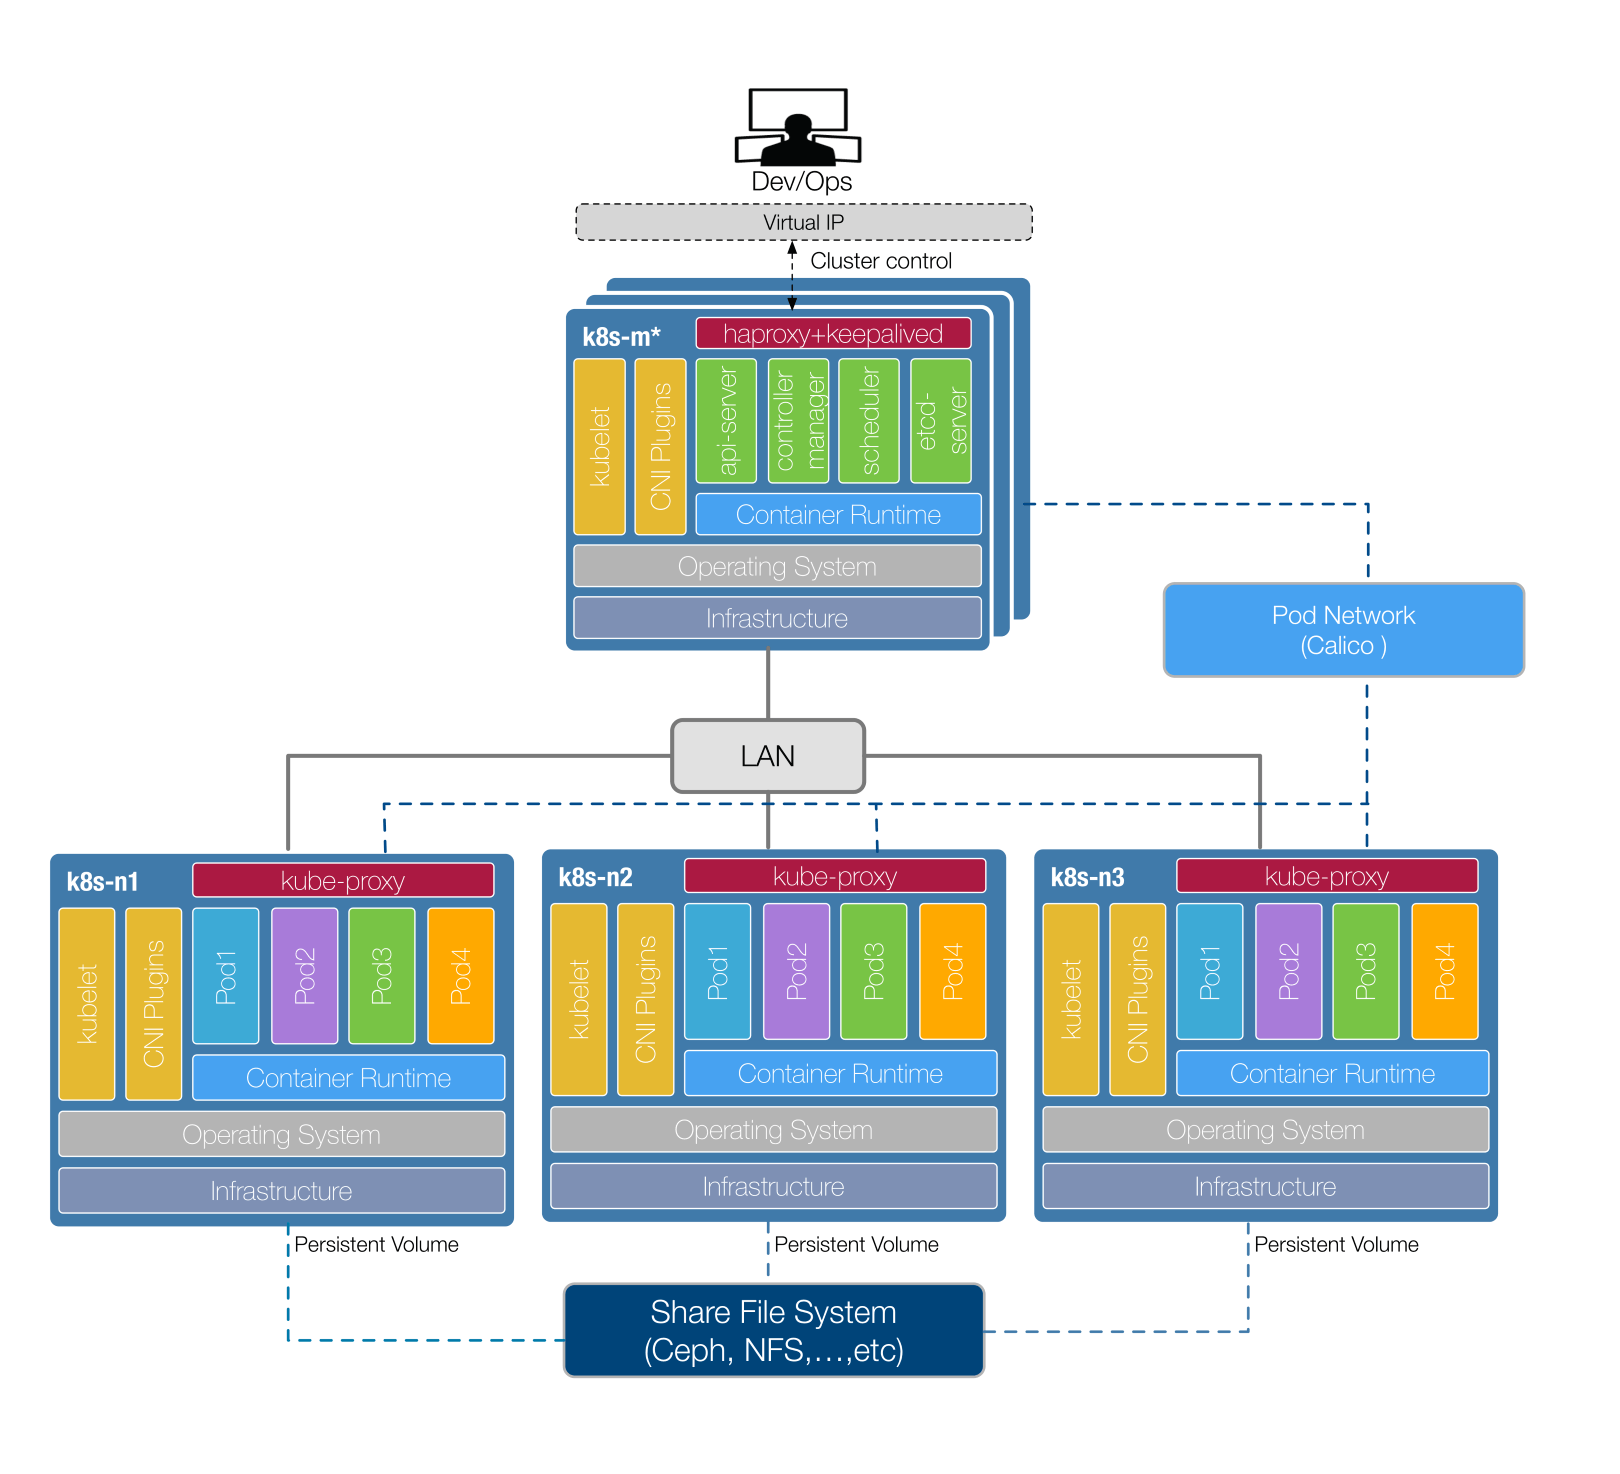 Dev/Ops
Virtual IP
Cluster control
k8s-m*
haproxy+keepalived
kubelet
CNI Plugins
api-server
controller
manager
scheduler
etcd-
server
Container Runtime
Operating System
Infrastructure
Pod Network
(Calico )
LAN
k8s-n1
kube-proxy
kubelet
CNI Plugins
Pod1
Pod2
Pod3
Pod4
Container Runtime
Operating System
Infrastructure
k8s-n2
kube-proxy
kubelet
CNI Plugins
Pod1
Pod2
Pod3
Pod4
Container Runtime
Operating System
Infrastructure
k8s-n3
kube-proxy
kubelet
CNI Plugins
Pod1
Pod2
Pod3
Pod4
Container Runtime
Operating System
Infrastructure
Persistent Volume
Persistent Volume
Persistent Volume
Share File System
(Ceph, NFS,...,etc)